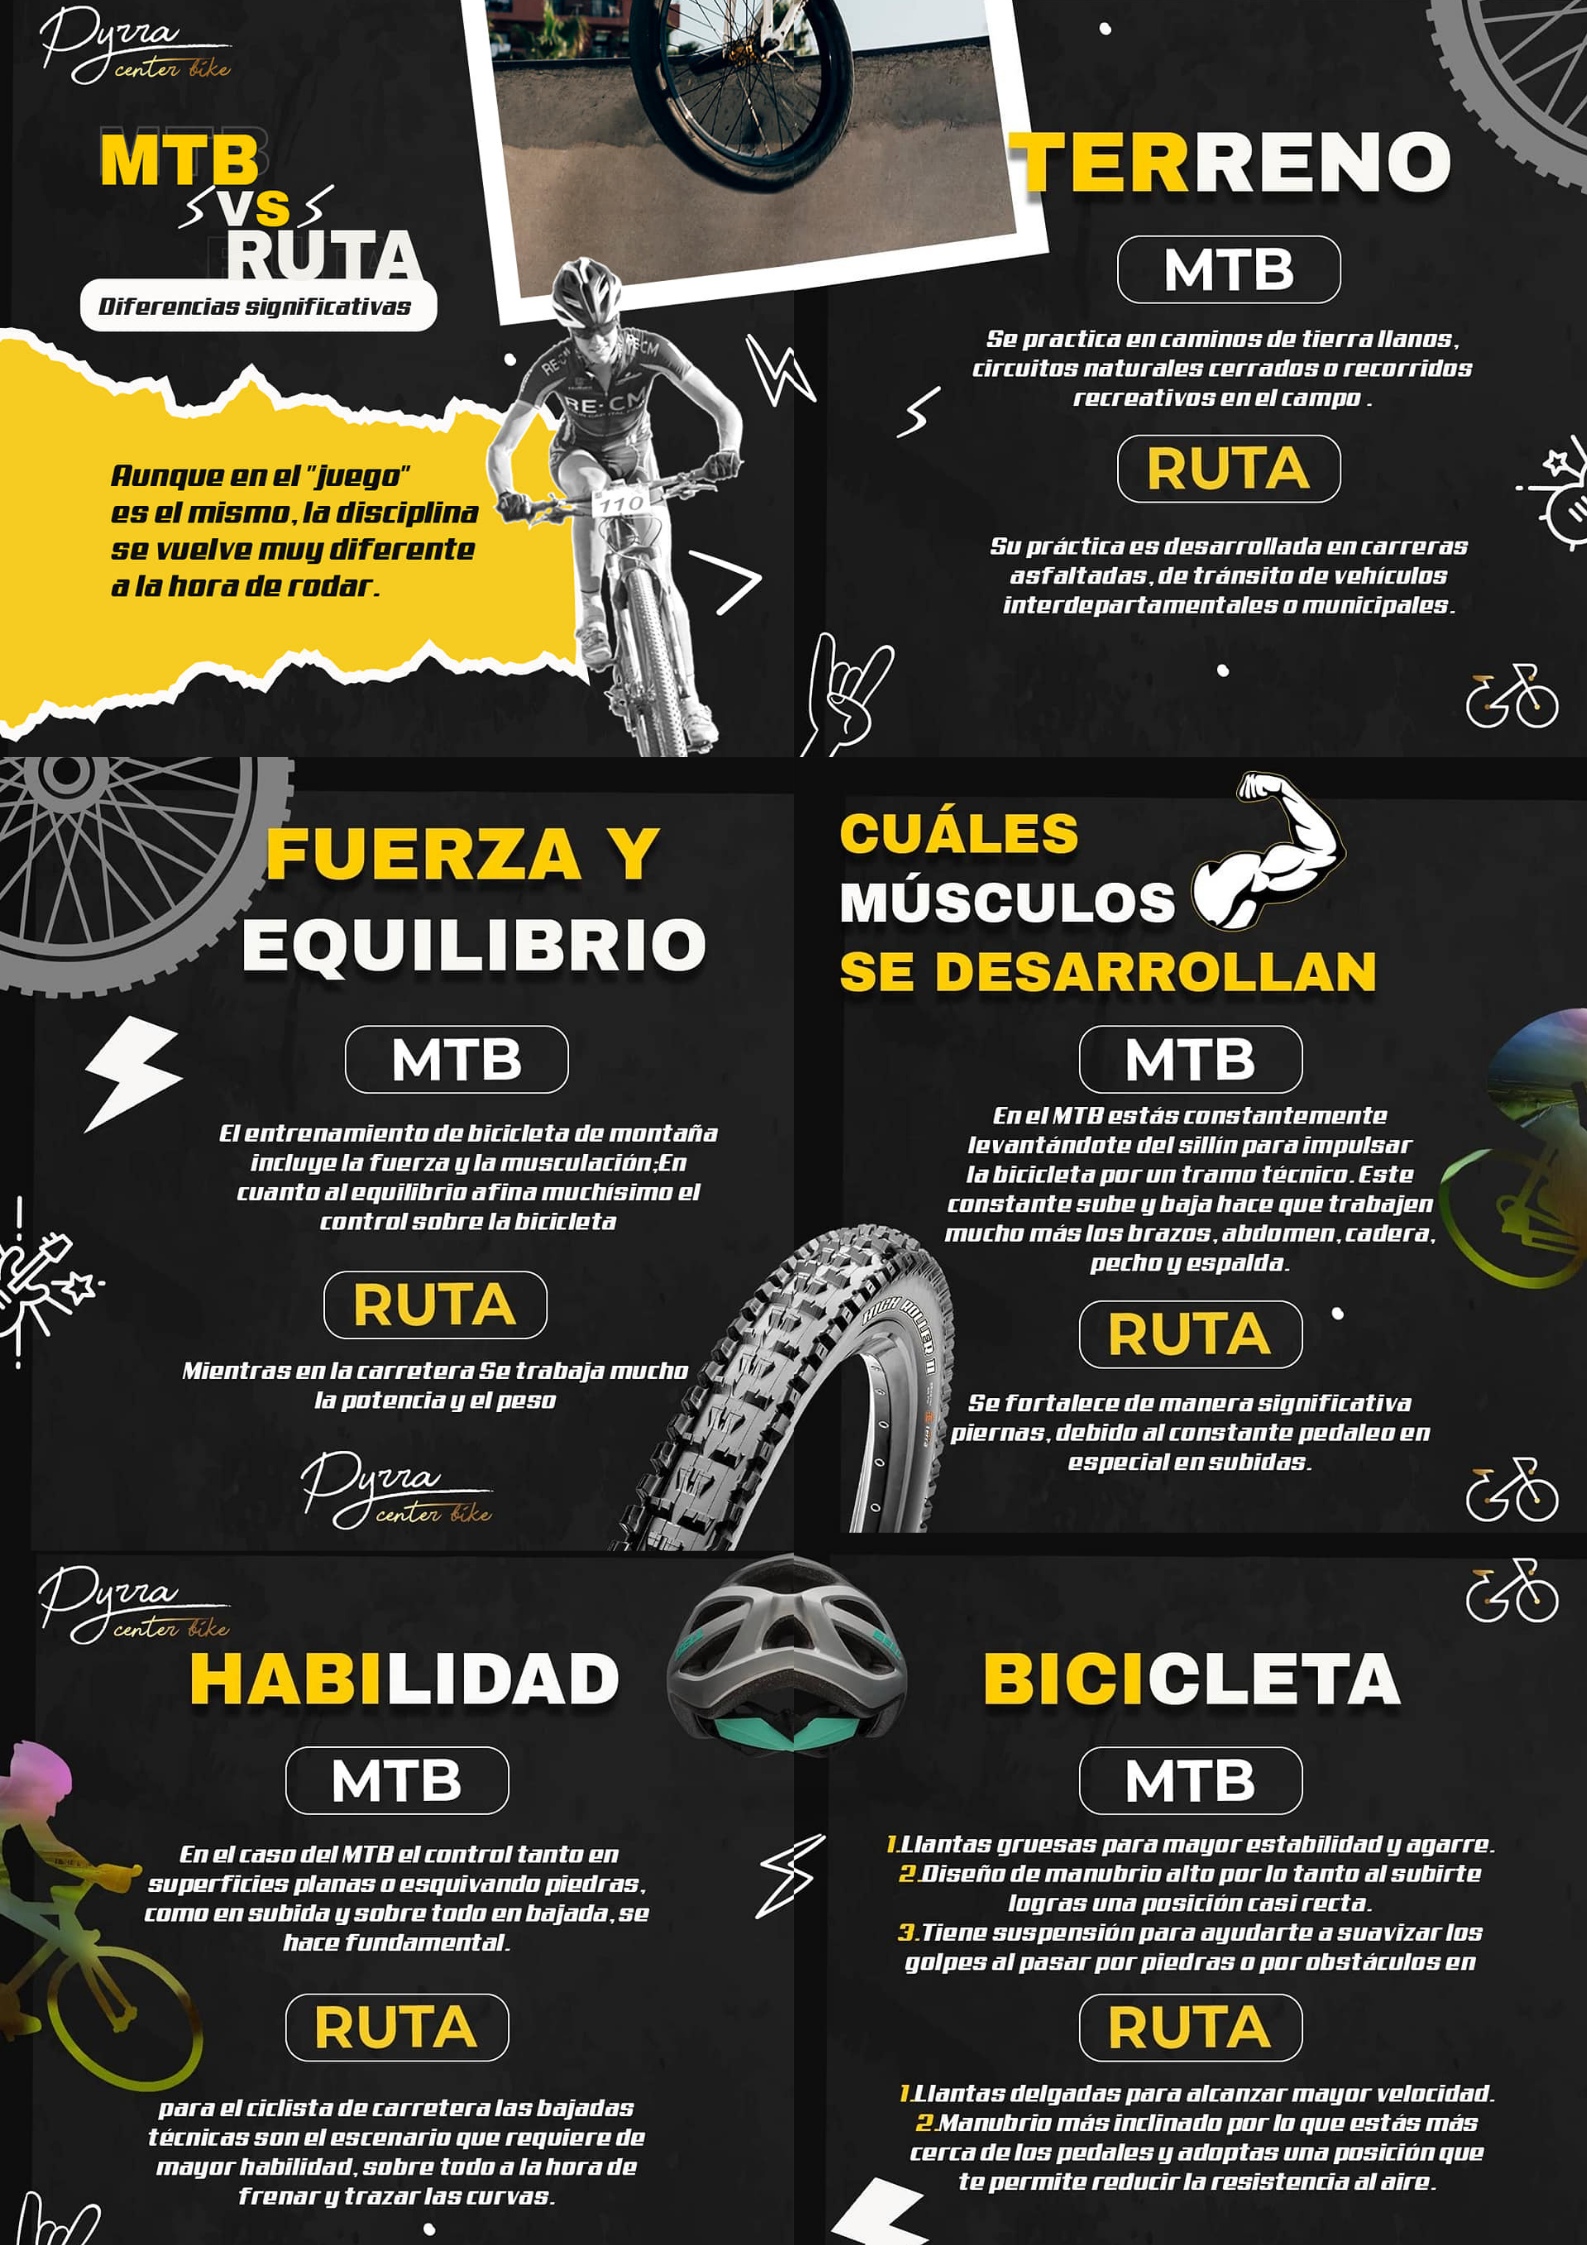 Pyrra
center bike
MTB
VS
RUTA
Diferencias significativas
Aunque en el "juego"
es el mismo, la disciplina
se vuelve muy diferente
a la hora de rodar.
RE·CM
110
TERRENO
MTB
Se practica en caminos de tierra llanos,
circuitos naturales cerrados o recorridos
recreativos en el campo .
RUTA
Su práctica es desarrollada en carreras
asfaltadas, de tránsito de vehículos
interdepartamentales o municipales.
FUERZA Y
EQUILIBRIO
MTB
El entrenamiento de bicicleta de montaña
incluye la fuerza y la musculación;En
cuanto al equilibrio afina muchísimo el
control sobre la bicicleta
RUTA
Mientras en la carretera Se trabaja mucho
la potencia y el peso
Pyrra
center bike
CUÁLES
MÚSCULOS
SE DESARROLLAN
MTB
En el MTB estás constantemente
levantándote del sillín para impulsar
la bicicleta por un tramo técnico. Este
constante sube y baja hace que trabajen
mucho más los brazos, abdomen, cadera,
pecho y espalda.
HIGH ROLLER II
RUTA
Se fortalece de manera significativa
piernas, debido al constante pedaleo en
especial en subidas.
Pyrra
center bike
HABILIDAD
MTB
En el caso del MTB el control tanto en
superficies planas o esquivando piedras,
como en subida y sobre todo en bajada, se
hace fundamental.
RUTA
para el ciclista de carretera las bajadas
técnicas son el escenario que requiere de
mayor habilidad, sobre todo a la hora de
frenar y trazar las curvas.
BICICLETA
MTB
1.Llantas gruesas para mayor estabilidad y agarre.
2.Diseño de manubrio alto por lo tanto al subirte
logras una posición casi recta.
3.Tiene suspensión para ayudarte a suavizar los
golpes al pasar por piedras o por obstáculos en
RUTA
1.Llantas delgadas para alcanzar mayor velocidad.
2.Manubrio más inclinado por lo que estás más
cerca de los pedales y adoptas una posición que
te permite reducir la resistencia al aire.